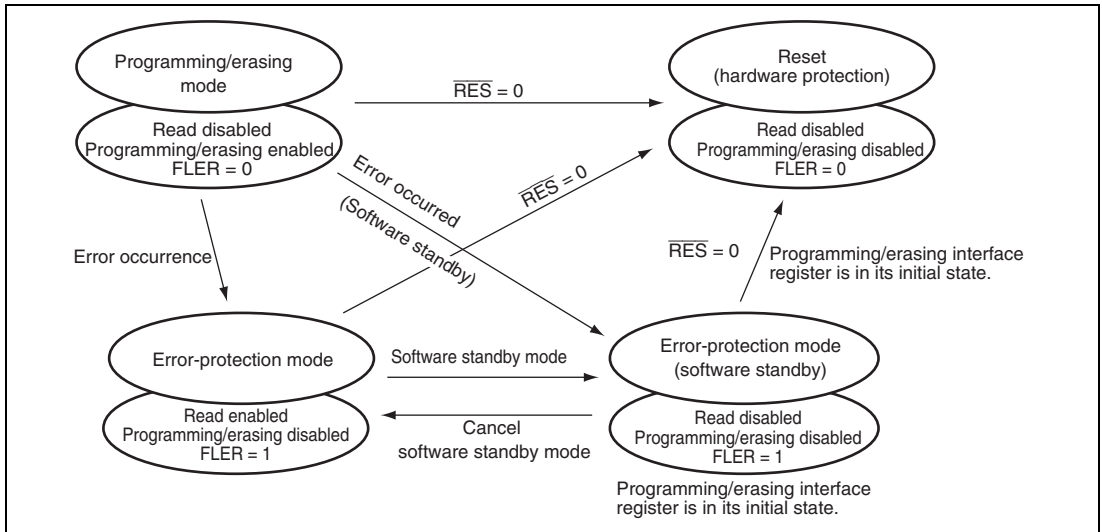 Programming/erasing
mode
Read disabled
Programming/erasing enabled
FLER = 0
RES = 0
Reset
(hardware protection)
Read disabled
Programming/erasing disabled
FLER = 0
Error occurred
(Software standby)
RES = 0
Error occurrence
RES = 0
Programming/erasing interface
register is in its initial state.
Error-protection mode
Read enabled
Programming/erasing disabled
FLER = 1
Software standby mode
Cancel
software standby mode
Error-protection mode
(software standby)
Read disabled
Programming/erasing disabled
FLER = 1
Programming/erasing interface
register is in its initial state.